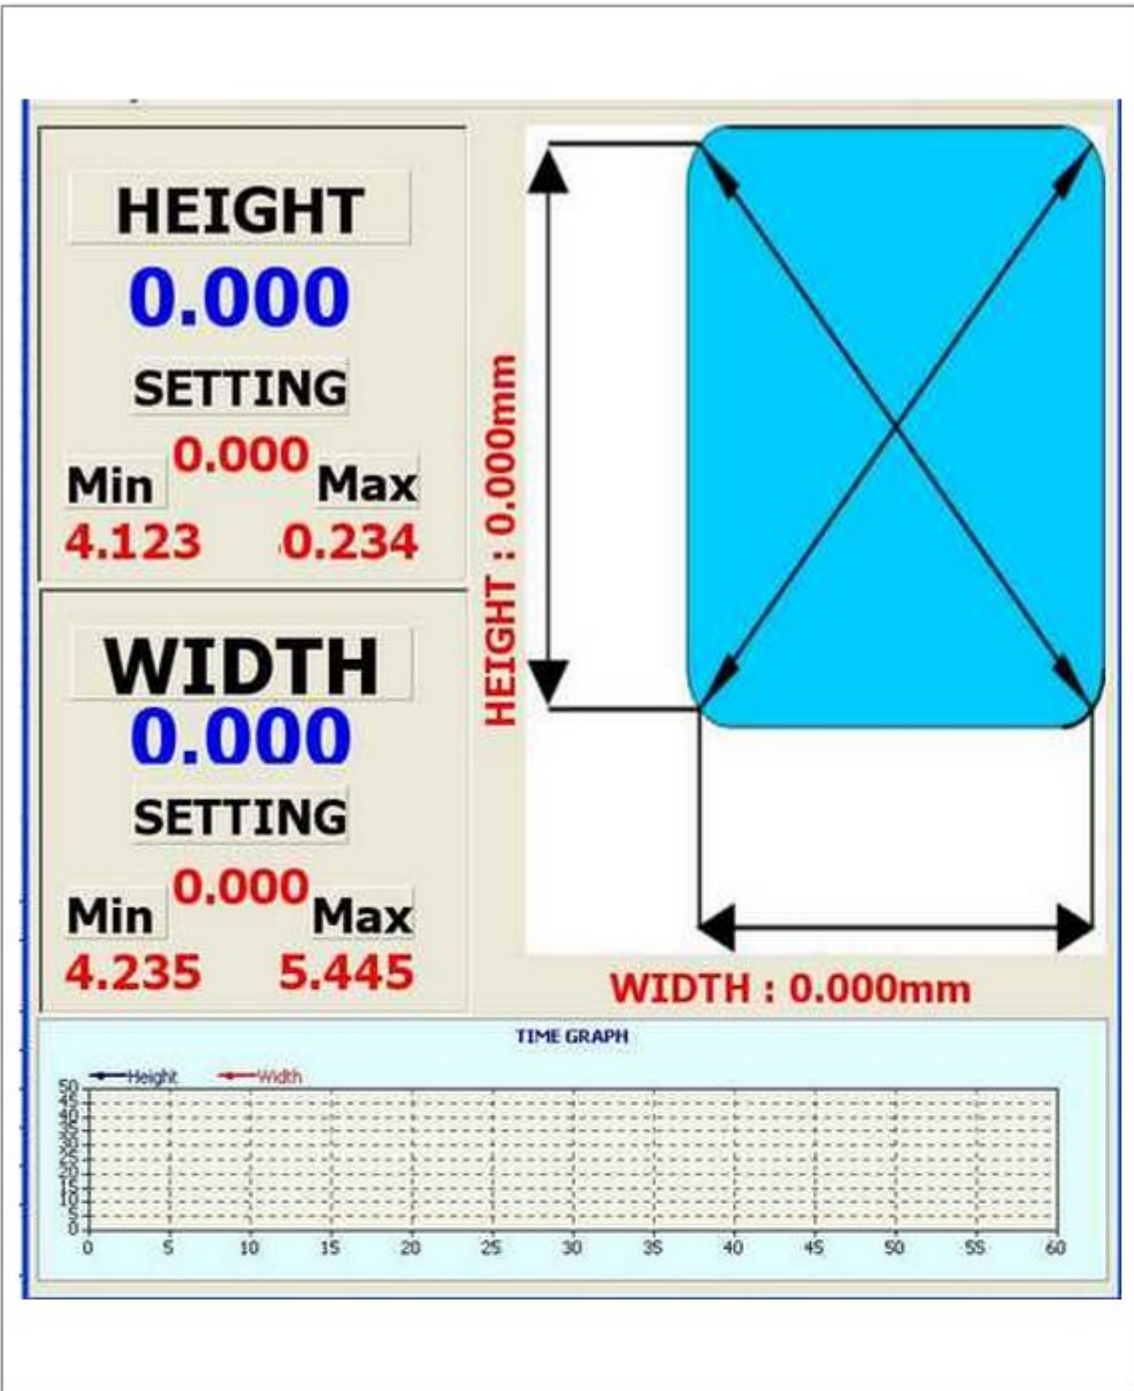 HEIGHT
0.000
SETTING
0.000
Min Max
4.123 0.234
WIDTH
0.000
SETTING
0.000
Min Max
4.235 5.445
HEIGHT : 0.000mm
WIDTH : 0.000mm
TIME GRAPH
Height Width
50
45
40
35
30
25
20
15
10
5
0
0 5 10 15 20 25 30 35 40 45 50 55 60